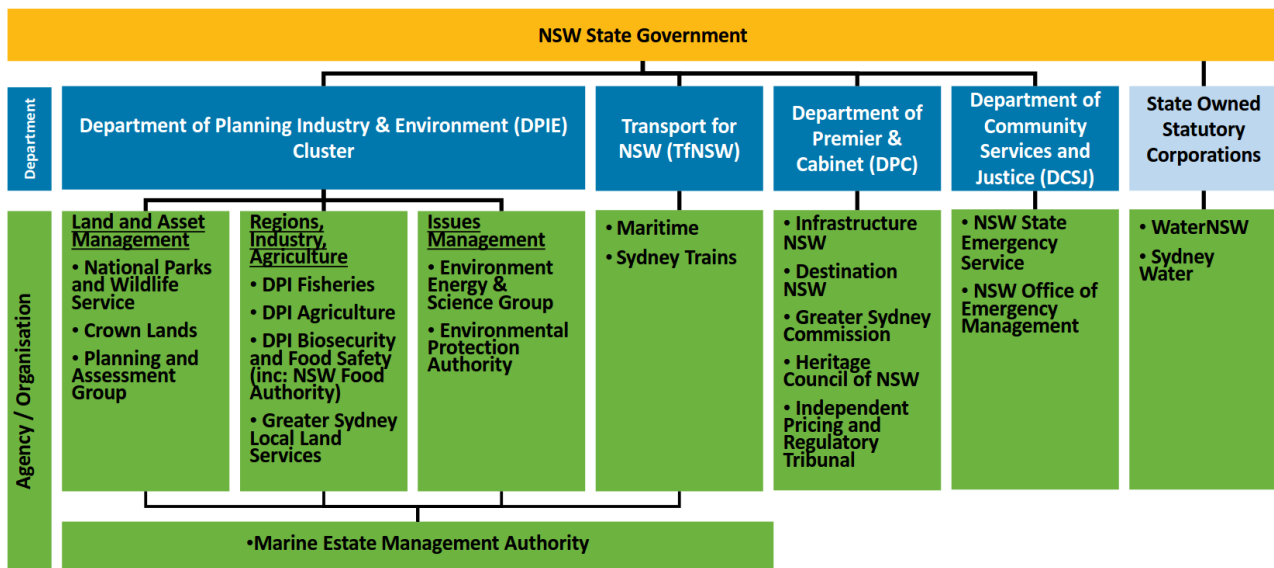 NSW State Government
Department
Department of Planning Industry & Environment (DPIE)
Cluster
Transport for
NSW (TfNSW)
Department of
Premier &
Cabinet (DPC)
Department of
Community
Services and
Justice (DCSJ)
State Owned
Statutory
Corporations
Agency / Organisation
Land and Asset
Management
• National Parks
and Wildlife
Service
• Crown Lands
• Planning and
Assessment
Group
Regions,
Industry,
Agriculture
• DPI Fisheries
• DPI Agriculture
• DPI Biosecurity
and Food Safety
(inc: NSW Food
Authority)
• Greater Sydney
Local Land
Services
Issues
Management
• Environment
Energy &
Science Group
• Environmental
Protection
Authority
• Maritime
• Sydney Trains
• Infrastructure
NSW
• Destination
NSW
• Greater Sydney
Commission
• Heritage
Council of NSW
• Independent
Pricing and
Regulatory
Tribunal
• NSW State
Emergency
Service
• NSW Office of
Emergency
Management
• WaterNSW
• Sydney
Water
•Marine Estate Management Authority